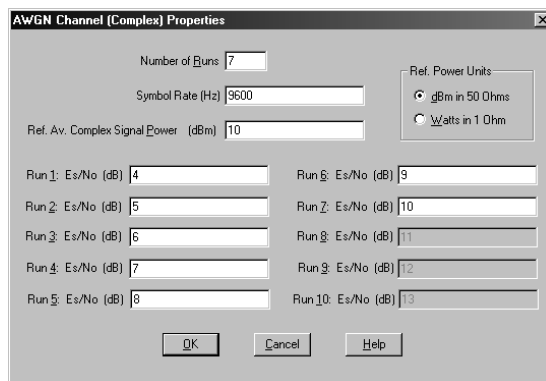 AWGN Channel (Complex) Properties
Number of Runs 7
Symbol Rate (Hz) 9600
Ref. Av. Complex Signal Power (dBm) 10
Ref. Power Units
dBm in 50 Ohms
Watts in 1 Ohm
Run 1: Es/No (dB) 4
Run 2: Es/No (dB) 5
Run 3: Es/No (dB) 6
Run 4: Es/No (dB) 7
Run 5: Es/No (dB) 8
Run 6: Es/No (dB) 9
Run 7: Es/No (dB) 10
Run 8: Es/No (dB) 11
Run 9: Es/No (dB) 12
Run 10: Es/No (dB) 13
OK
Cancel
Help